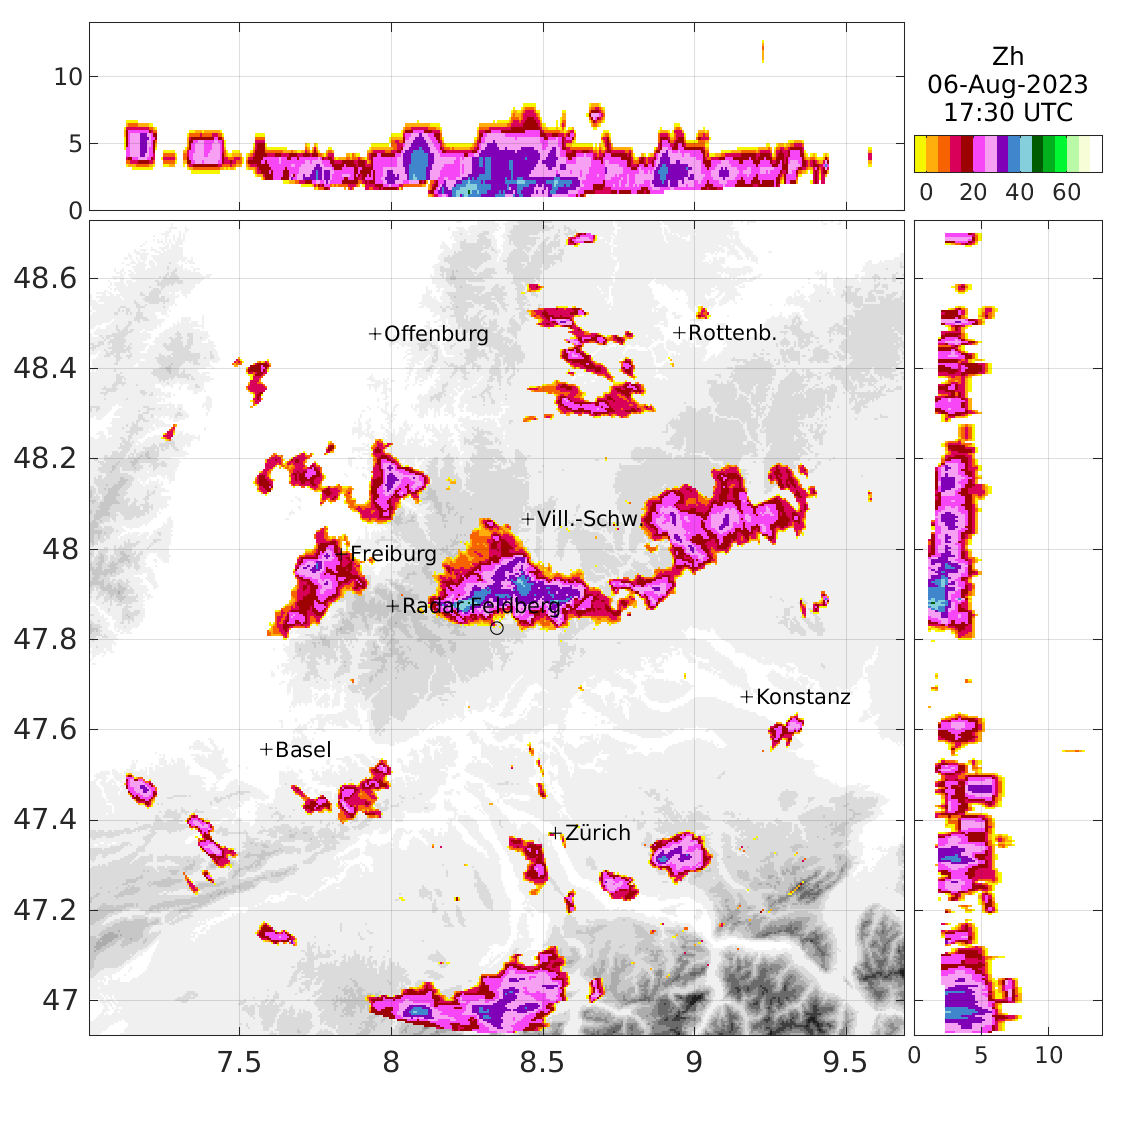 10
5
0
Zh
06-Aug-2023
17:30 UTC
0 20 40 60
48.6
48.4
48.2
48
47.8
47.6
47.4
47.2
47
+Offenburg
+Rottenb.
+Vill.-Schw.
+Freiburg
+Radar Feldberg
+Konstanz
+Basel
+Zürich
7.5 8 8.5 9 9.5
0 5 10